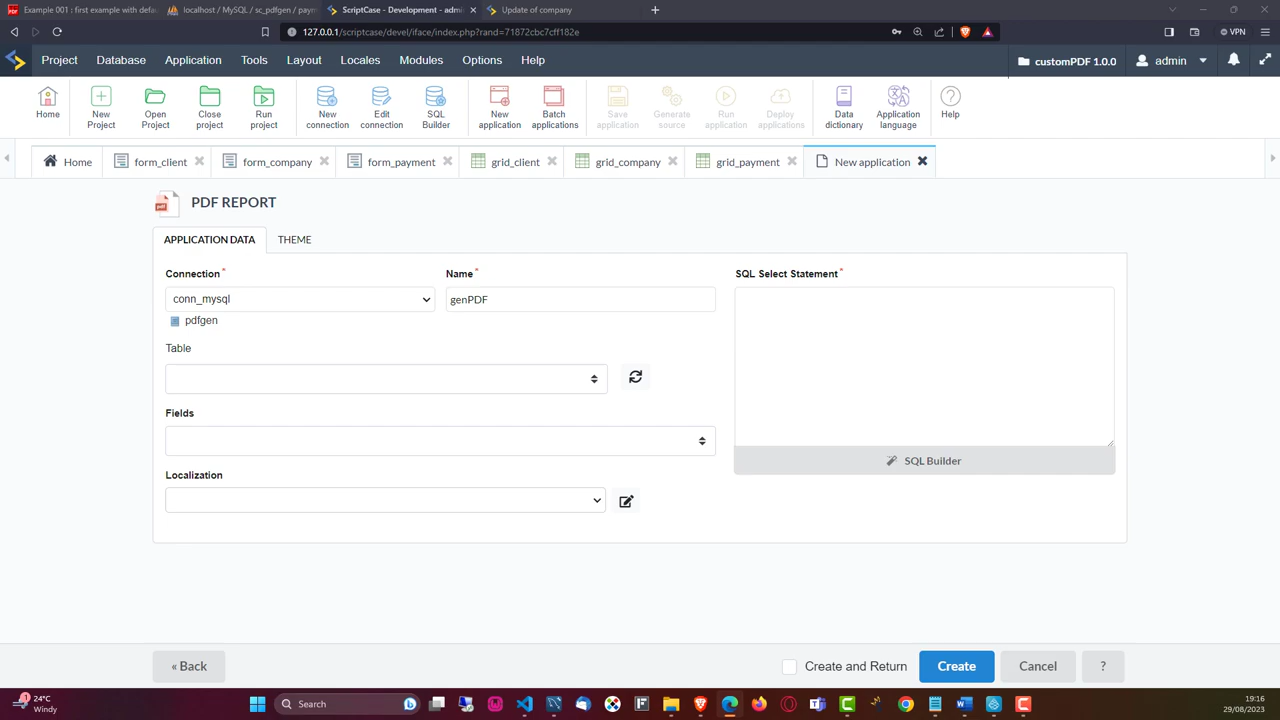 Example 001 : first example with defau
localhost / MySQL / sc_pdfgen / paym
ScriptCase - Development - admi
Update of company
127.0.0.1/scriptcase/devel/iface/index.php?rand=71872cbc7cff182e
VPN
Project Database Application Tools Layout Locales Modules Options Help
customPDF 1.0.0
admin
Home
New Project
Open Project
Close project
Run project
New connection
Edit connection
SQL Builder
New application
Batch applications
Save application
Generate source
Run application
Deploy applications
Data dictionary
Application language
Help
Home
form_client
form_company
form_payment
grid_client
grid_company
grid_payment
New application
pdf
PDF REPORT
APPLICATION DATA
THEME
Connection *
Name *
SQL Select Statement *
conn_mysql
genPDF
pdfgen
Table
Fields
SQL Builder
Localization
« Back
Create and Return
Create
Cancel
?
1
24°C
Windy
Search
19:16
29/08/2023